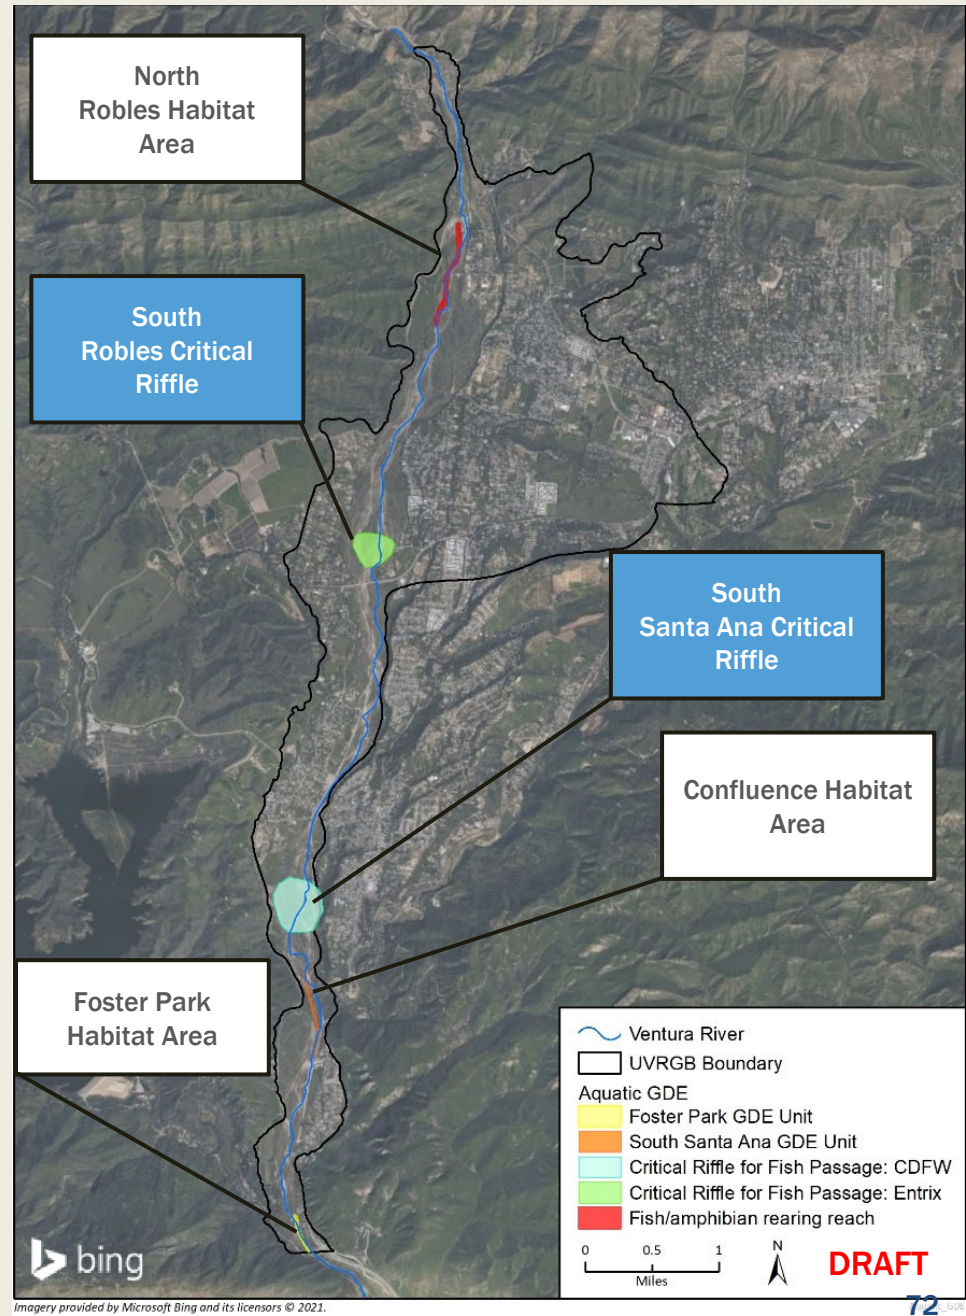 North
Robles Habitat
Area
South
Robles Critical
Riffle
South
Santa Ana Critical
Riffle
Confluence Habitat
Area
Foster Park
Habitat Area
Ventura River
UVRGB Boundary
Aquatic GDE
Foster Park GDE Unit
South Santa Ana GDE Unit
Critical Riffle for Fish Passage: CDFW
Critical Riffle for Fish Passage: Entrix
Fish/amphibian rearing reach
0 0.5 1
Miles
N
DRAFT
bing
Imagery provided by Microsoft Bing and its licensors © 2021.
72